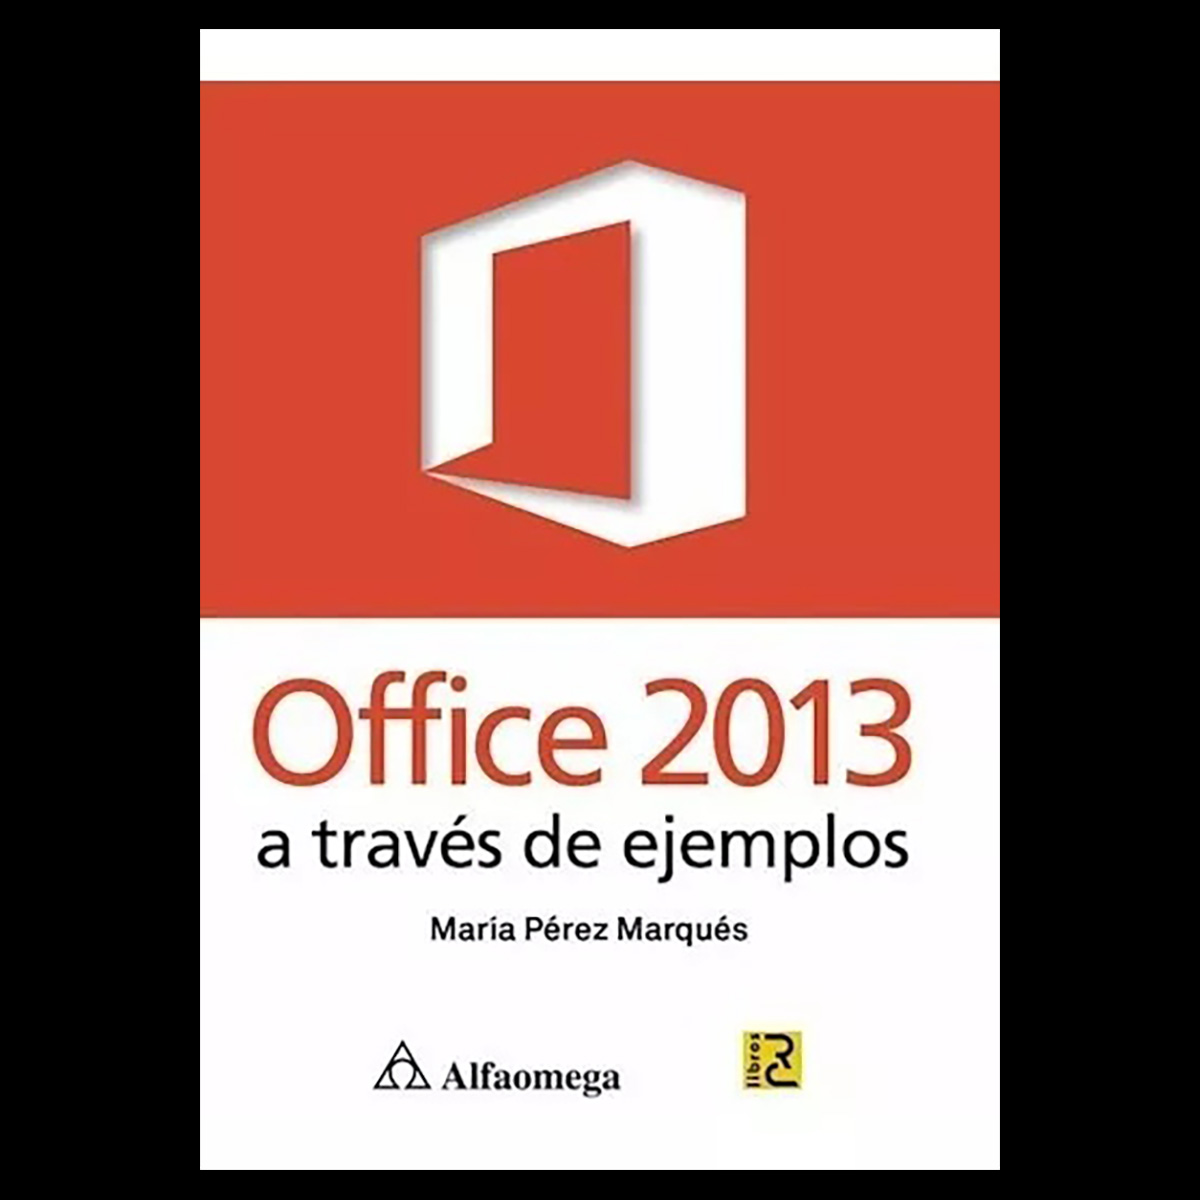 Office 2013
a través de ejemplos
María Pérez Marqués
Alfaomega
libros
RC